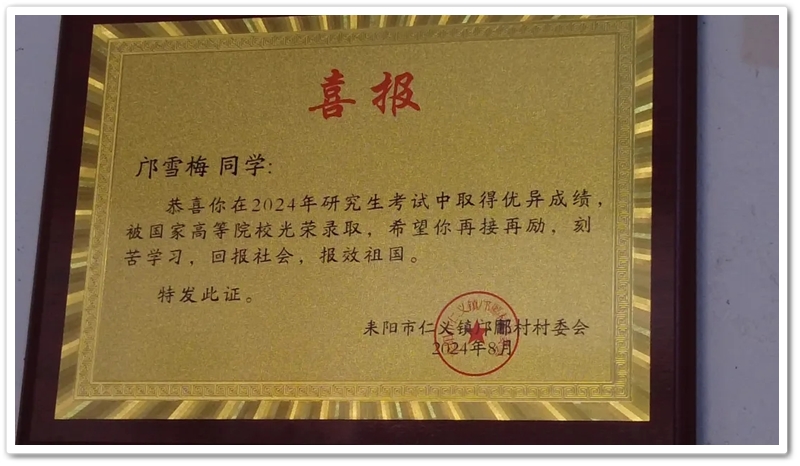 喜报
邝雪梅 同学：
恭喜你在2024年研究生考试中取得优异成绩，
被国家高等院校光荣录取，希望你再接再励，刻
苦学习，回报社会，报效祖国。
特发此证。
耒阳市仁义镇邝郿村村委会
2024年8月